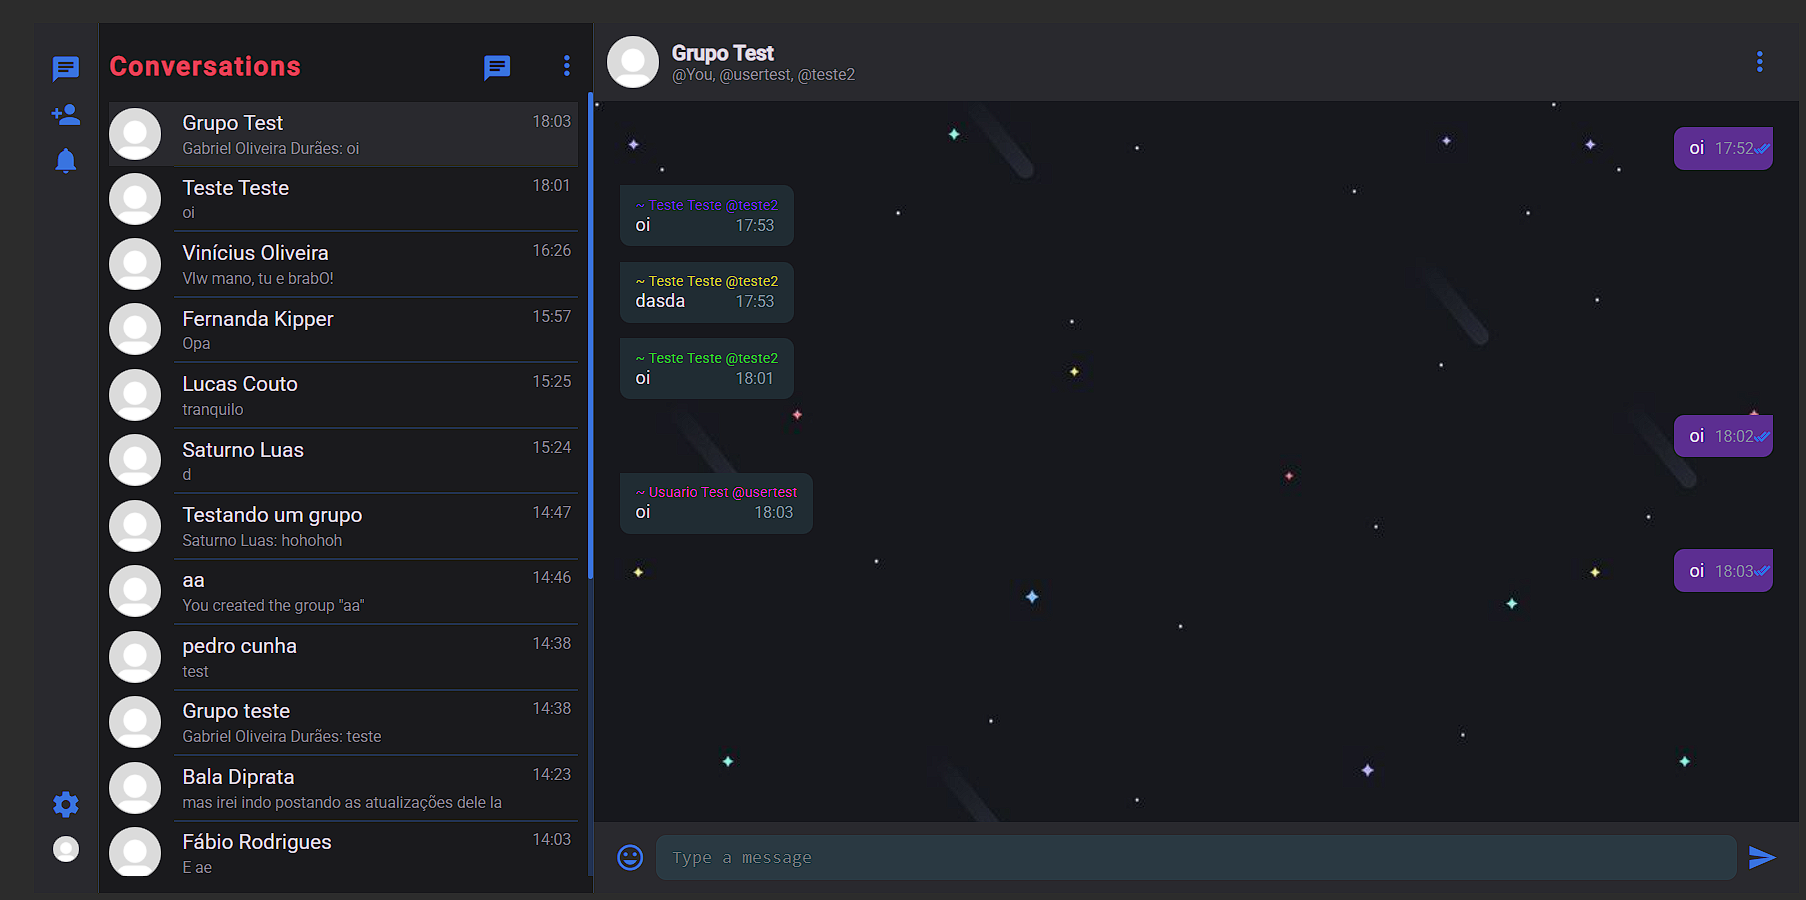 Conversations
Grupo Test 18:03
Gabriel Oliveira Durães: oi
Teste Teste 18:01
oi
Vinícius Oliveira 16:26
Vlw mano, tu e brabO!
Fernanda Kipper 15:57
Opa
Lucas Couto 15:25
tranquilo
Saturno Luas 15:24
d
Testando um grupo 14:47
Saturno Luas: hohohoh
aa 14:46
You created the group "aa"
pedro cunha 14:38
test
Grupo teste 14:38
Gabriel Oliveira Durães: teste
Bala Diprata 14:23
mas irei indo postando as atualizações dele la
Fábio Rodrigues 14:03
E ae
Grupo Test
@You, @usertest, @teste2
oi 17:52
~ Teste Teste @teste2
oi 17:53
~ Teste Teste @teste2
dasda 17:53
~ Teste Teste @teste2
oi 18:01
oi 18:02
~ Usuario Test @usertest
oi 18:03
oi 18:03
Type a message